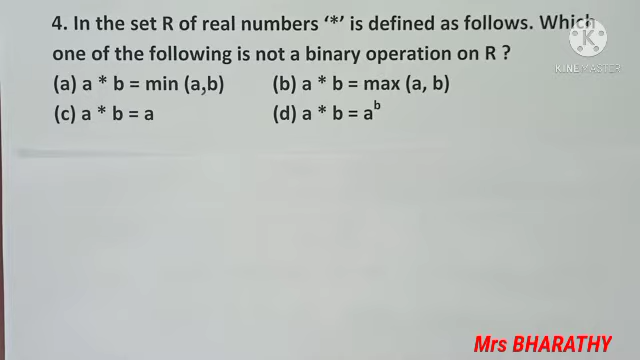 4. In the set R of real numbers ‘*’ is defined as follows. Which
one of the following is not a binary operation on R ?
(a) a * b = min (a,b) (b) a * b = max (a, b)
(c) a * b = a (d) a * b = a^b
KINEMASTER
Mrs BHARATHY